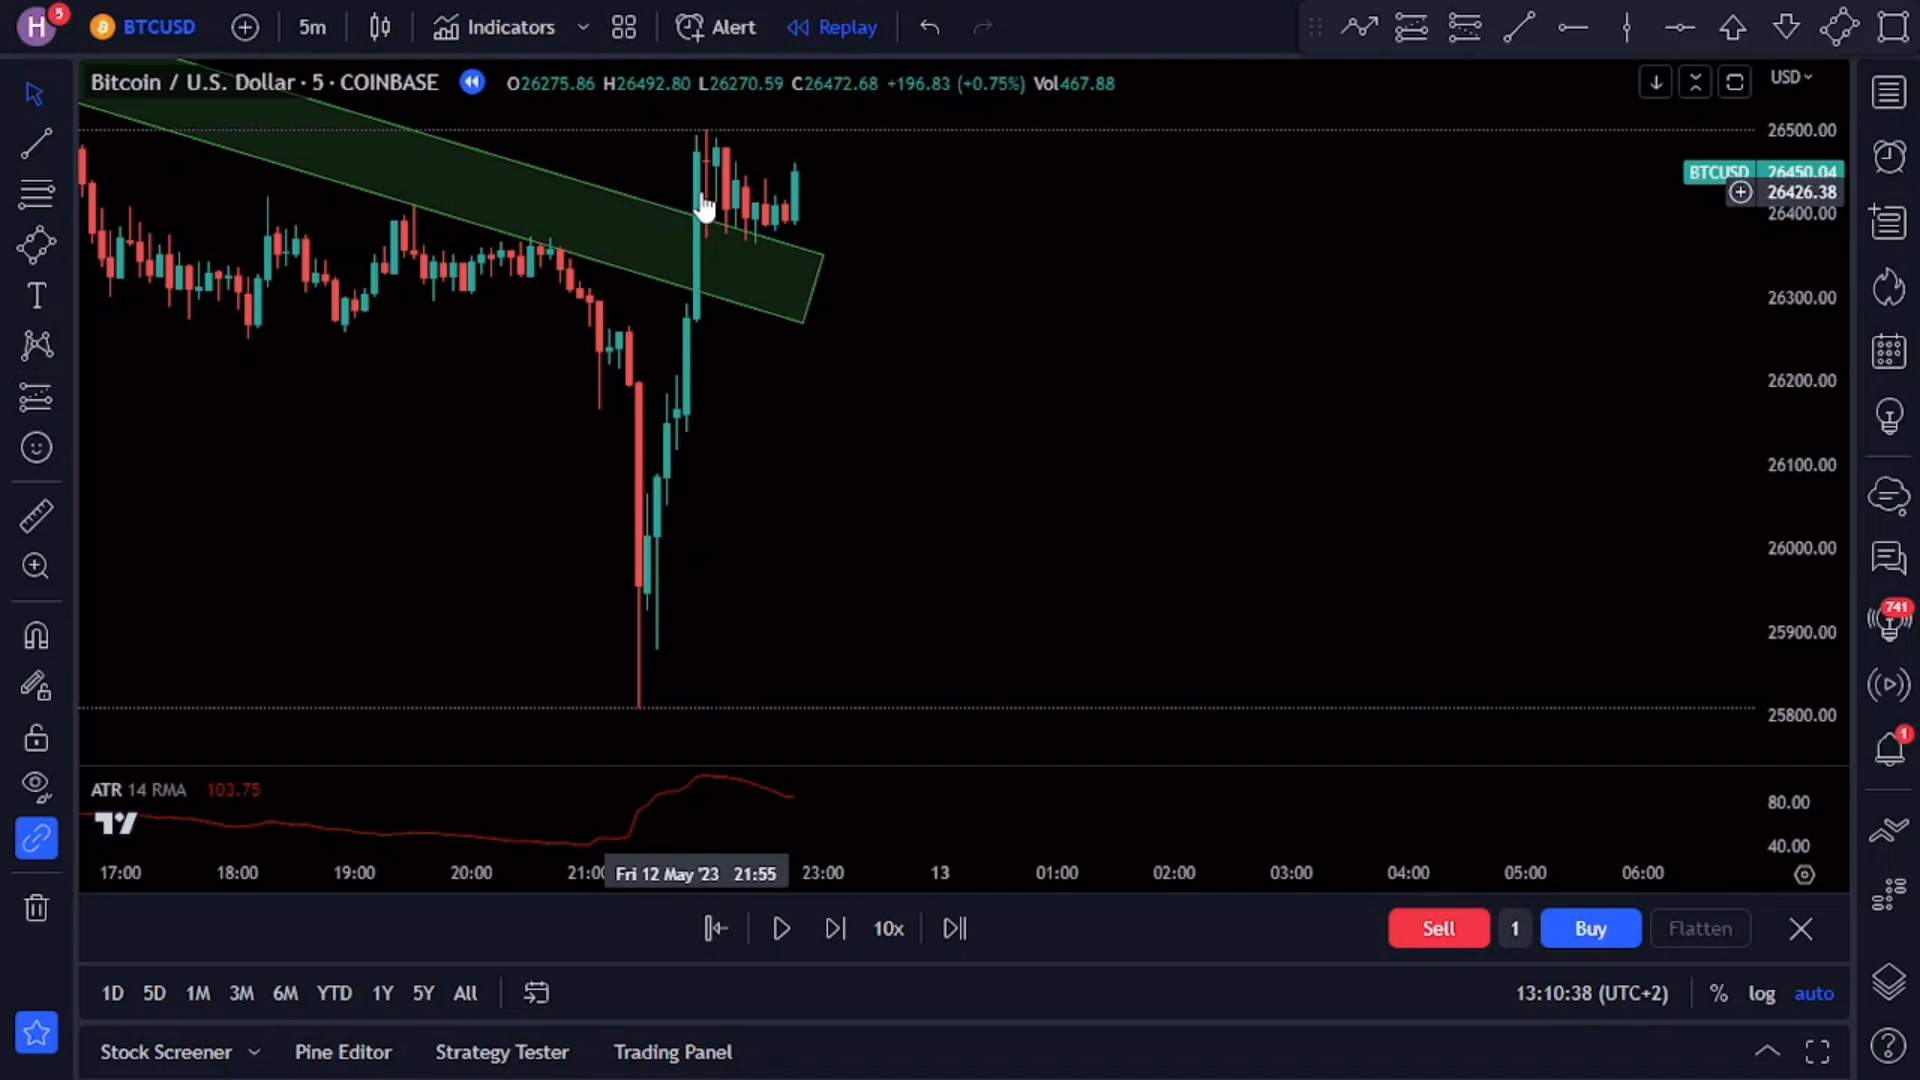 H 5 BTCUSD 5m Indicators Alert Replay
Bitcoin / U.S. Dollar · 5 · COINBASE O26275.86 H26492.80 L26270.59 C26472.68 +196.83 (+0.75%) Vol467.88 USD
26500.00
BTCUSD 26450.04
26426.38
26400.00
26300.00
26200.00
26100.00
26000.00
25900.00
25800.00
741
1
ATR 14 RMA 103.75
80.00
40.00
17:00 18:00 19:00 20:00 21:0 Fri 12 May '23 21:55 23:00 13 01:00 02:00 03:00 04:00 05:00 06:00
10x Sell 1 Buy Flatten
1D 5D 1M 3M 6M YTD 1Y 5Y All 13:10:38 (UTC+2) % log auto
Stock Screener Pine Editor Strategy Tester Trading Panel